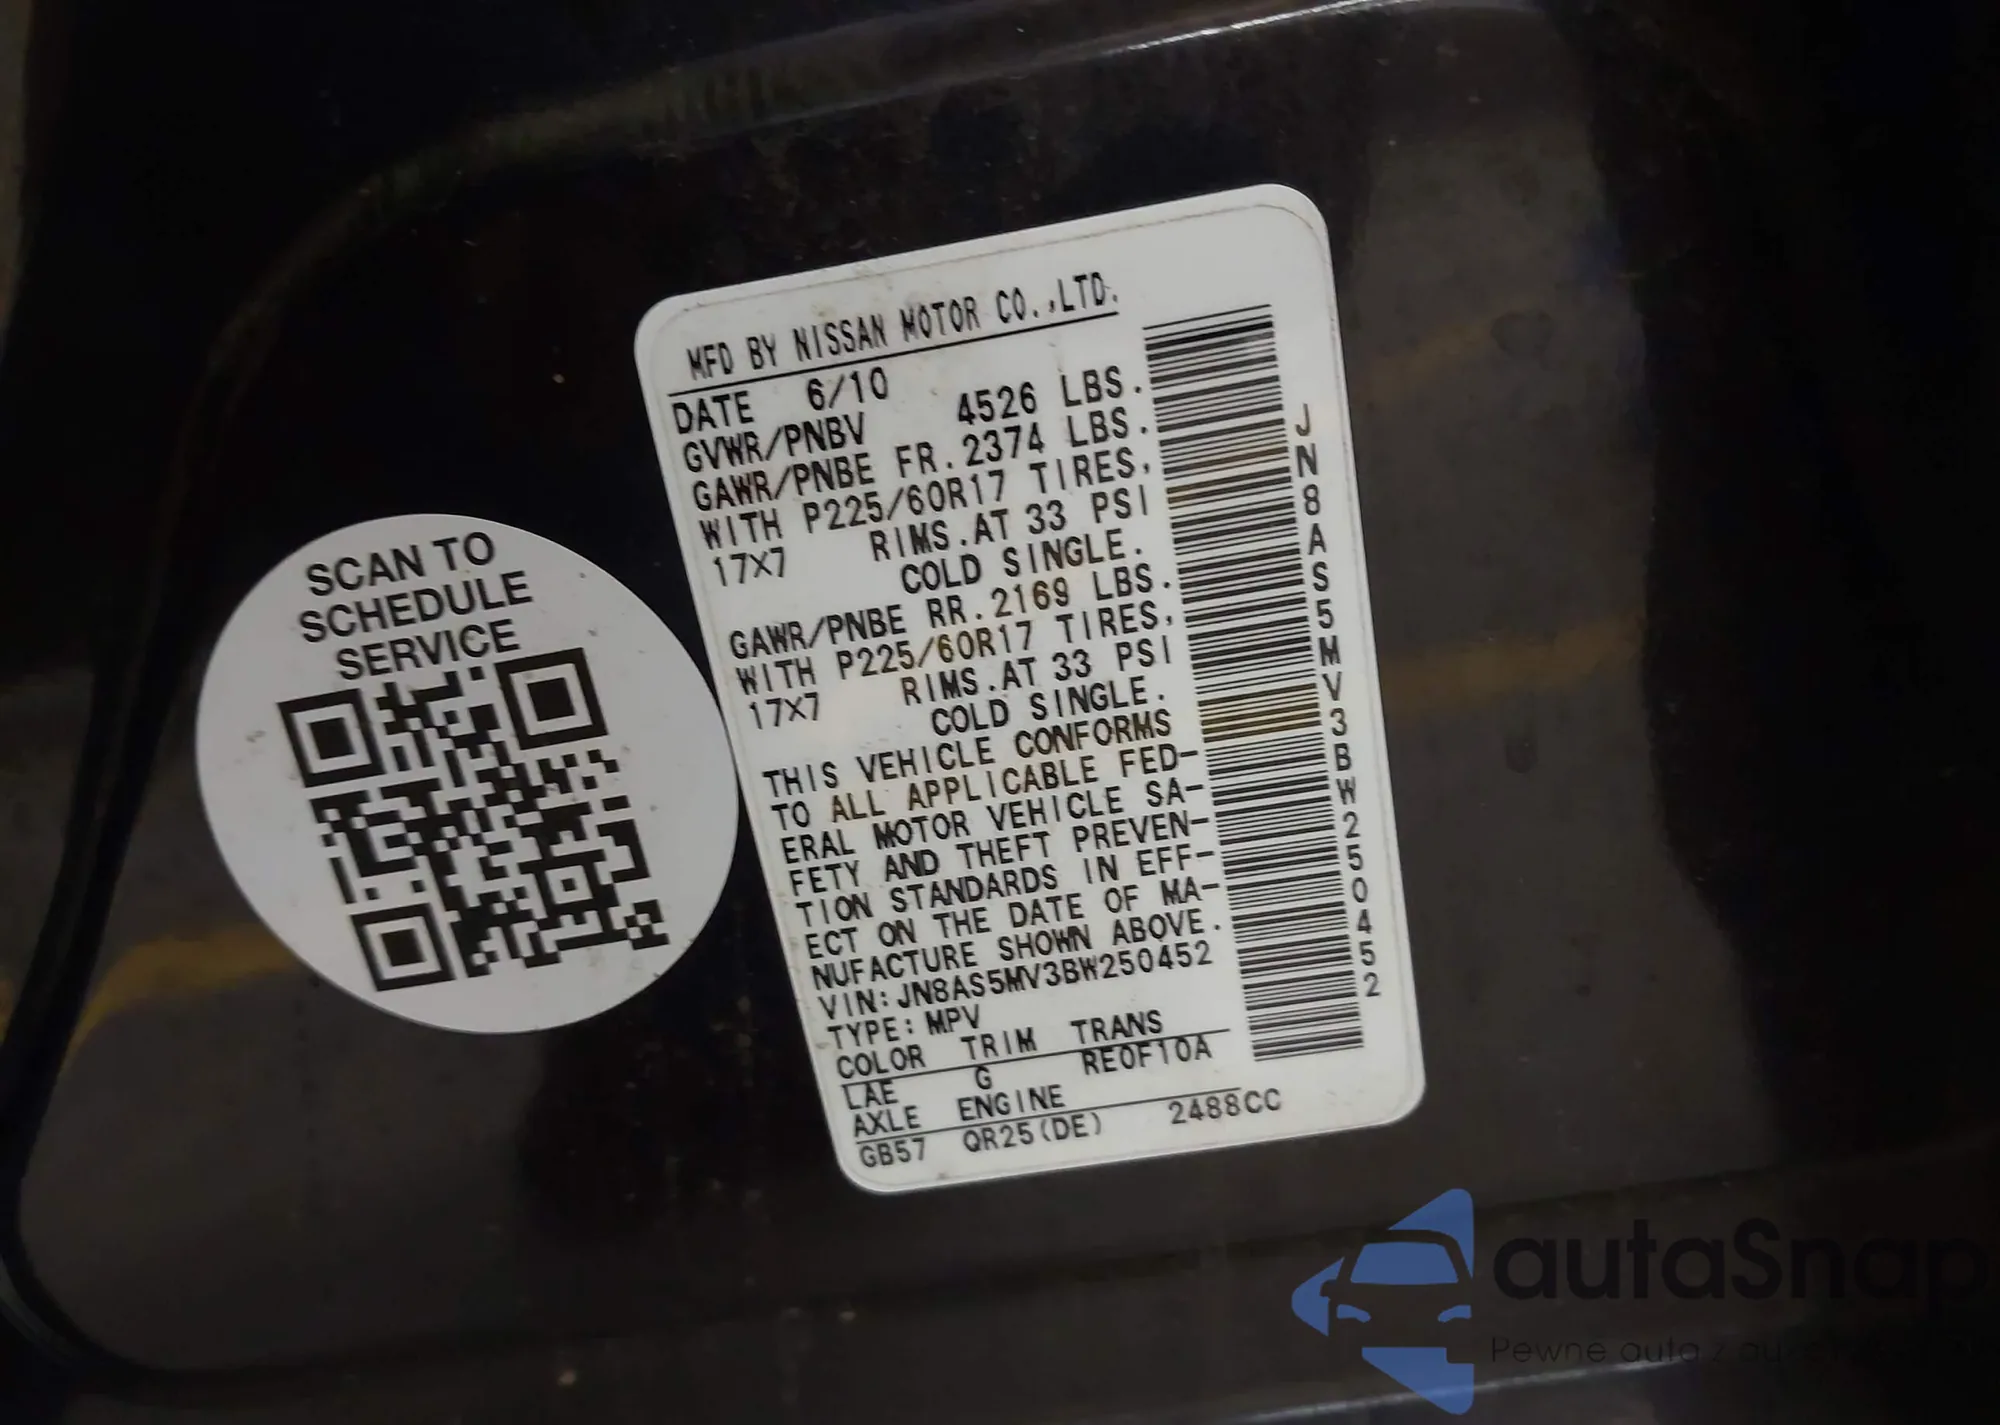 MFD BY NISSAN MOTOR CO.,LTD.
DATE 6/10
GVWR/PNBV 4526 LBS.
GAWR/PNBE FR.2374 LBS.
WITH P225/60R17 TIRES,
17X7 RIMS.AT 33 PSI
COLD SINGLE.
GAWR/PNBE RR.2169 LBS.
WITH P225/60R17 TIRES,
17X7 RIMS.AT 33 PSI
COLD SINGLE.
THIS VEHICLE CONFORMS
TO ALL APPLICABLE FED-
ERAL MOTOR VEHICLE SA-
FETY AND THEFT PREVEN-
TION STANDARDS IN EFF-
ECT ON THE DATE OF MA-
NUFACTURE SHOWN ABOVE.
VIN:JN8AS5MV3BW250452
TYPE:MPV
COLOR TRIM TRANS
LAE G RE0F10A
AXLE ENGINE
GB57 QR25(DE) 2488CC
JN8AS5MV3BW250452
SCAN TO
SCHEDULE
SERVICE
autaSnap
Pewne auta z